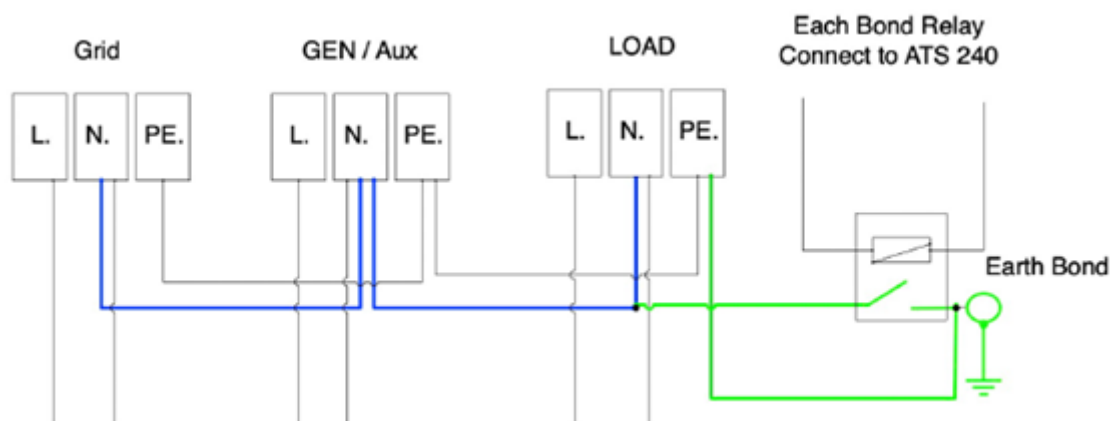 Grid
GEN / Aux
LOAD
Each Bond Relay
Connect to ATS 240
L. N. PE.
L. N. PE.
L. N. PE.
Earth Bond